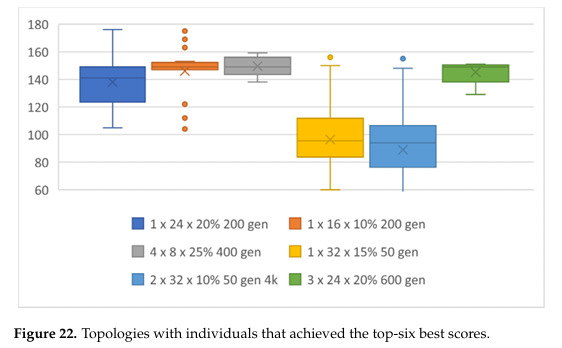 180
160
140
120
100
80
60
1 x 24 x 20% 200 gen
1 x 16 x 10% 200 gen
4 x 8 x 25% 400 gen
1 x 32 x 15% 50 gen
2 x 32 x 10% 50 gen 4k
3 x 24 x 20% 600 gen
Figure 22. Topologies with individuals that achieved the top-six best scores.